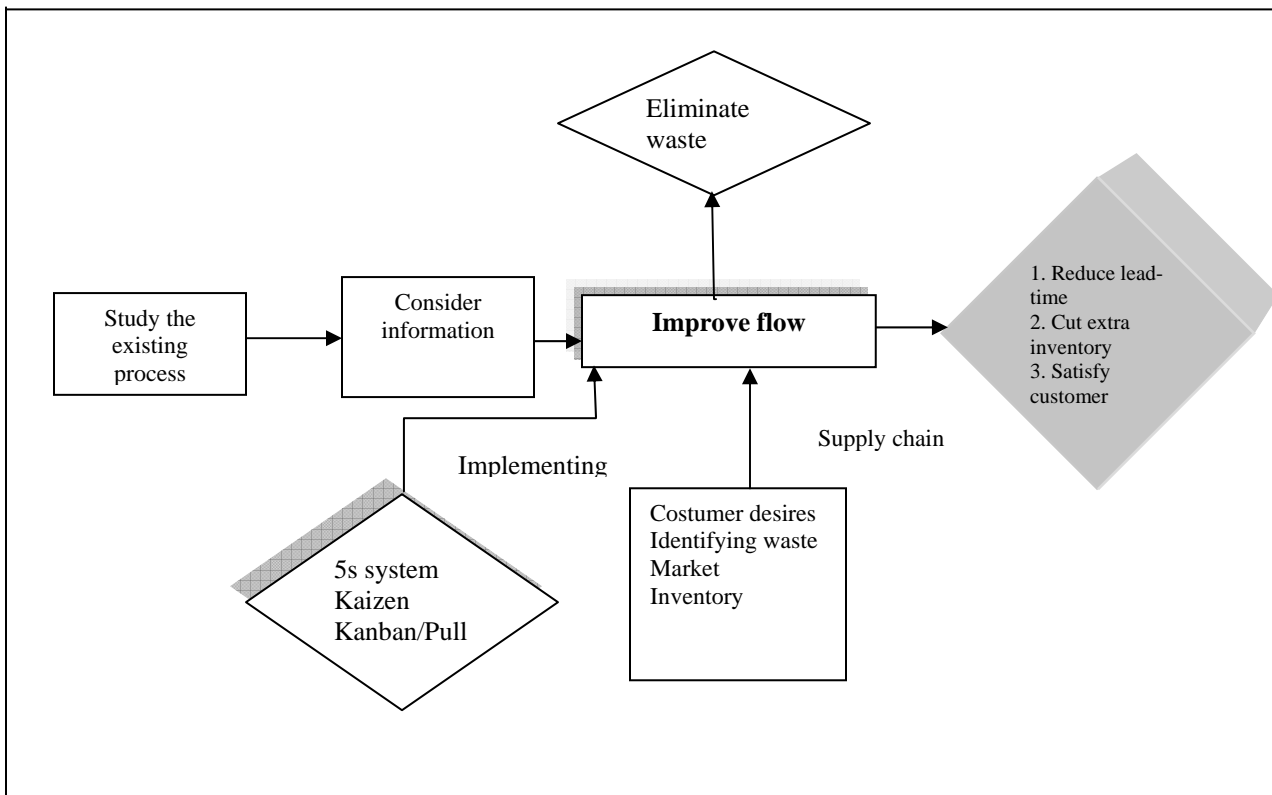 Eliminate
waste
Study the
existing
process
Consider
information
Improve flow
1. Reduce lead-
time
2. Cut extra
inventory
3. Satisfy
customer
Implementing
Supply chain
5s system
Kaizen
Kanban/Pull
Costumer desires
Identifying waste
Market
Inventory